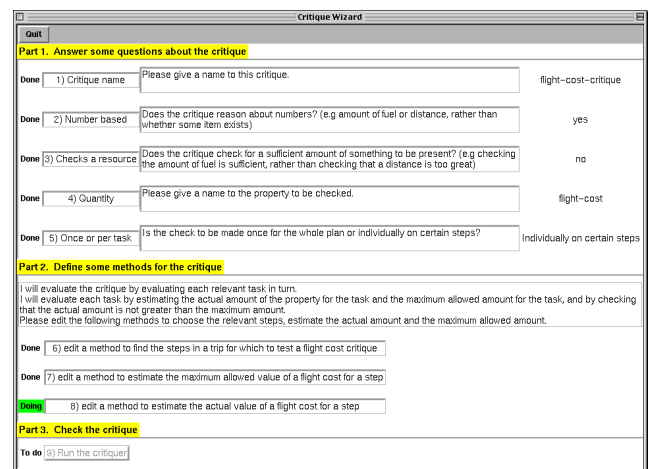 Critique Wizard
Quit
Part 1. Answer some questions about the critique
Done 1) Critique name Please give a name to this critique. flight-cost-critique
Done 2) Number based Does the critique reason about numbers? (e.g amount of fuel or distance, rather than
whether some item exists) yes
Done 3) Checks a resource Does the critique check for a sufficient amount of something to be present? (e.g checking
the amount of fuel is sufficient, rather than checking that a distance is too great) no
Done 4) Quantity Please give a name to the property to be checked. flight-cost
Done 5) Once or per task Is the check to be made once for the whole plan or individually on certain steps? Individually on certain steps
Part 2. Define some methods for the critique
I will evaluate the critique by evaluating each relevant task in turn.
I will evaluate each task by estimating the actual amount of the property for the task and the maximum allowed amount for the task, and by checking
that the actual amount is not greater than the maximum amount.
Please edit the following methods to choose the relevant steps, estimate the actual amount and the maximum allowed amount.
Done 6) edit a method to find the steps in a trip for which to test a flight cost critique
Done 7) edit a method to estimate the maximum allowed value of a flight cost for a step
Doing 8) edit a method to estimate the actual value of a flight cost for a step
Part 3. Check the critique
To do 9) Run the critiquer